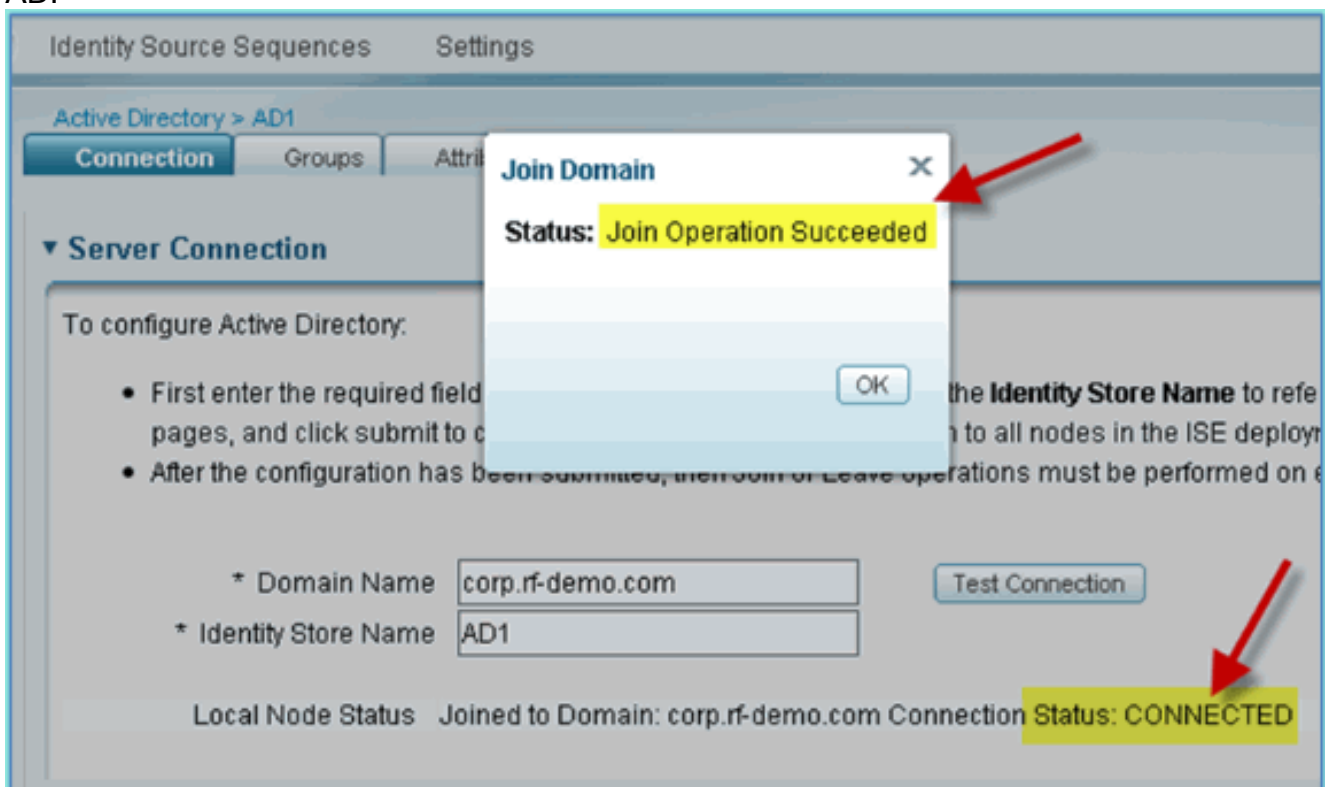 Identity Source Sequences Settings
Active Directory > AD1
Connection Groups Attrib
Join Domain
Status: Join Operation Succeeded
OK
Server Connection
To configure Active Directory:
First enter the required field the Identity Store Name to refe
pages, and click submit to c to all nodes in the ISE deploy
After the configuration has been submitted, then Join or Leave operations must be performed on
* Domain Name corp.rf-demo.com Test Connection
* Identity Store Name AD1
Local Node Status Joined to Domain: corp.rf-demo.com Connection Status: CONNECTED